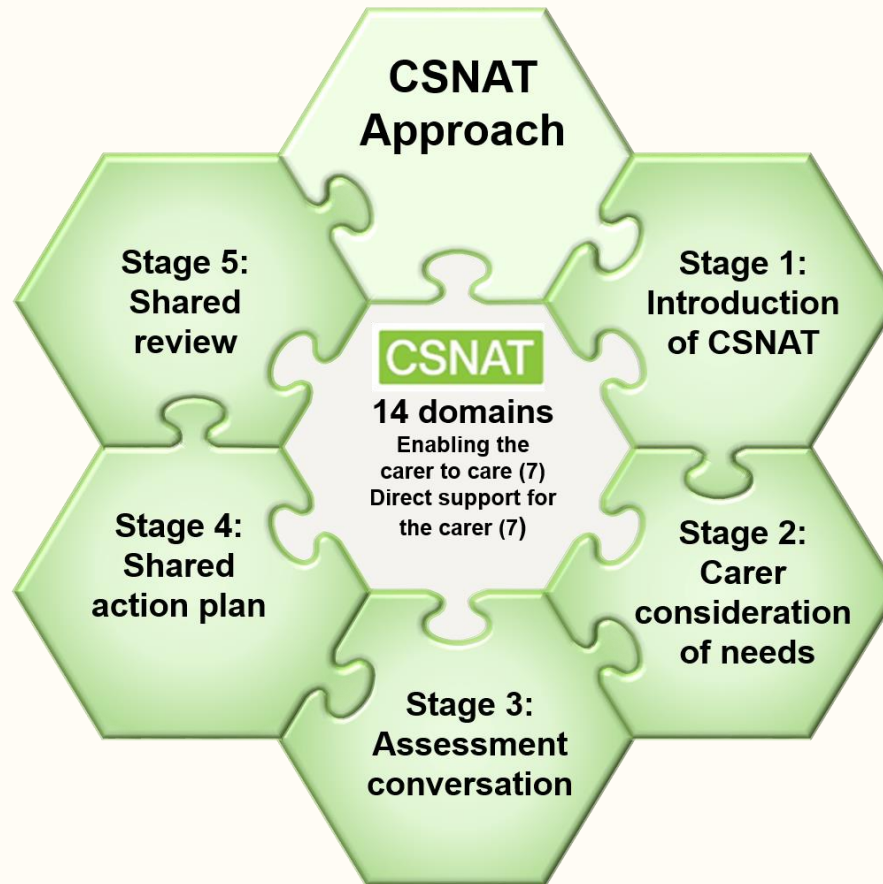 CSNAT
Approach
Stage 1:
Introduction
of CSNAT
Stage 2:
Carer
consideration
of needs
Stage 3:
Assessment
conversation
Stage 4:
Shared
action plan
Stage 5:
Shared
review
CSNAT
14 domains
Enabling the
carer to care (7)
Direct support for
the carer (7)